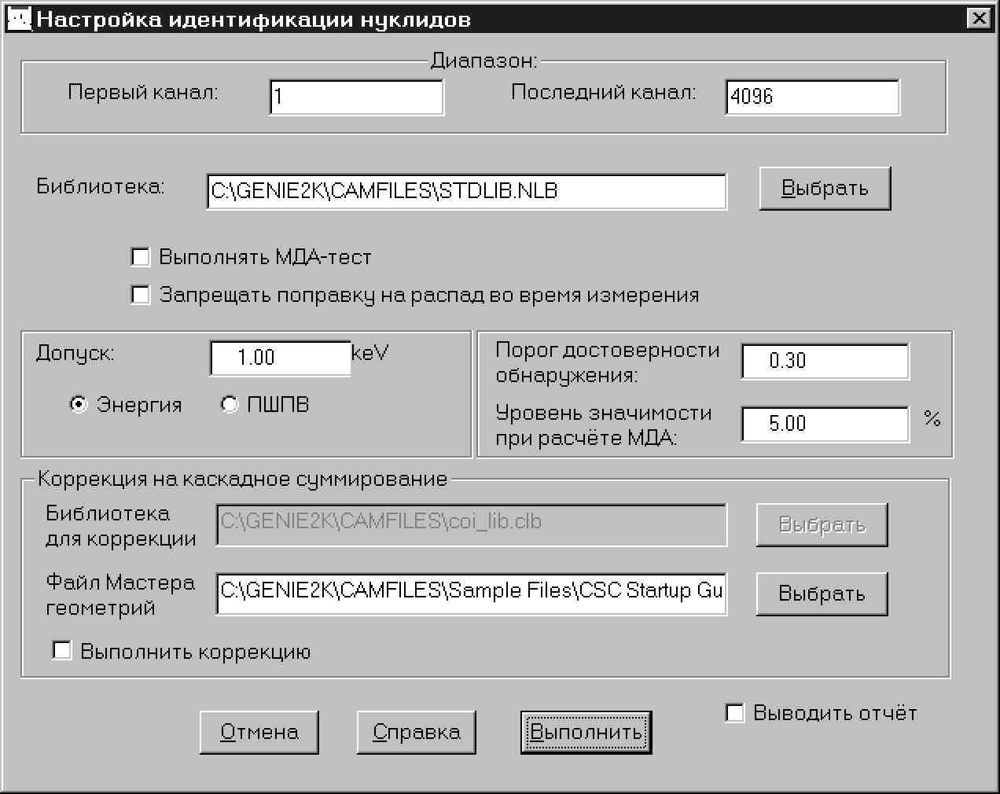 Настройка идентификации нуклидов
Диапазон:
Первый канал: 1 Последний канал: 4096
Библиотека: C:\GENIE2K\CAMFILES\STDLIB.NLB Выбрать
Выполнять МДА-тест
Запрещать поправку на распад во время измерения
Допуск: 1.00 keV
Энергия ПШПВ
Порог достоверности
обнаружения: 0.30
Уровень значимости
при расчёте МДА: 5.00 %
Коррекция на каскадное суммирование
Библиотека
для коррекции C:\GENIE2K\CAMFILES\coi_lib.clb Выбрать
Файл Мастера
геометрий C:\GENIE2K\CAMFILES\Sample Files\CSC Startup Gu Выбрать
Выполнить коррекцию
Выводить отчёт
Отмена Справка Выполнить